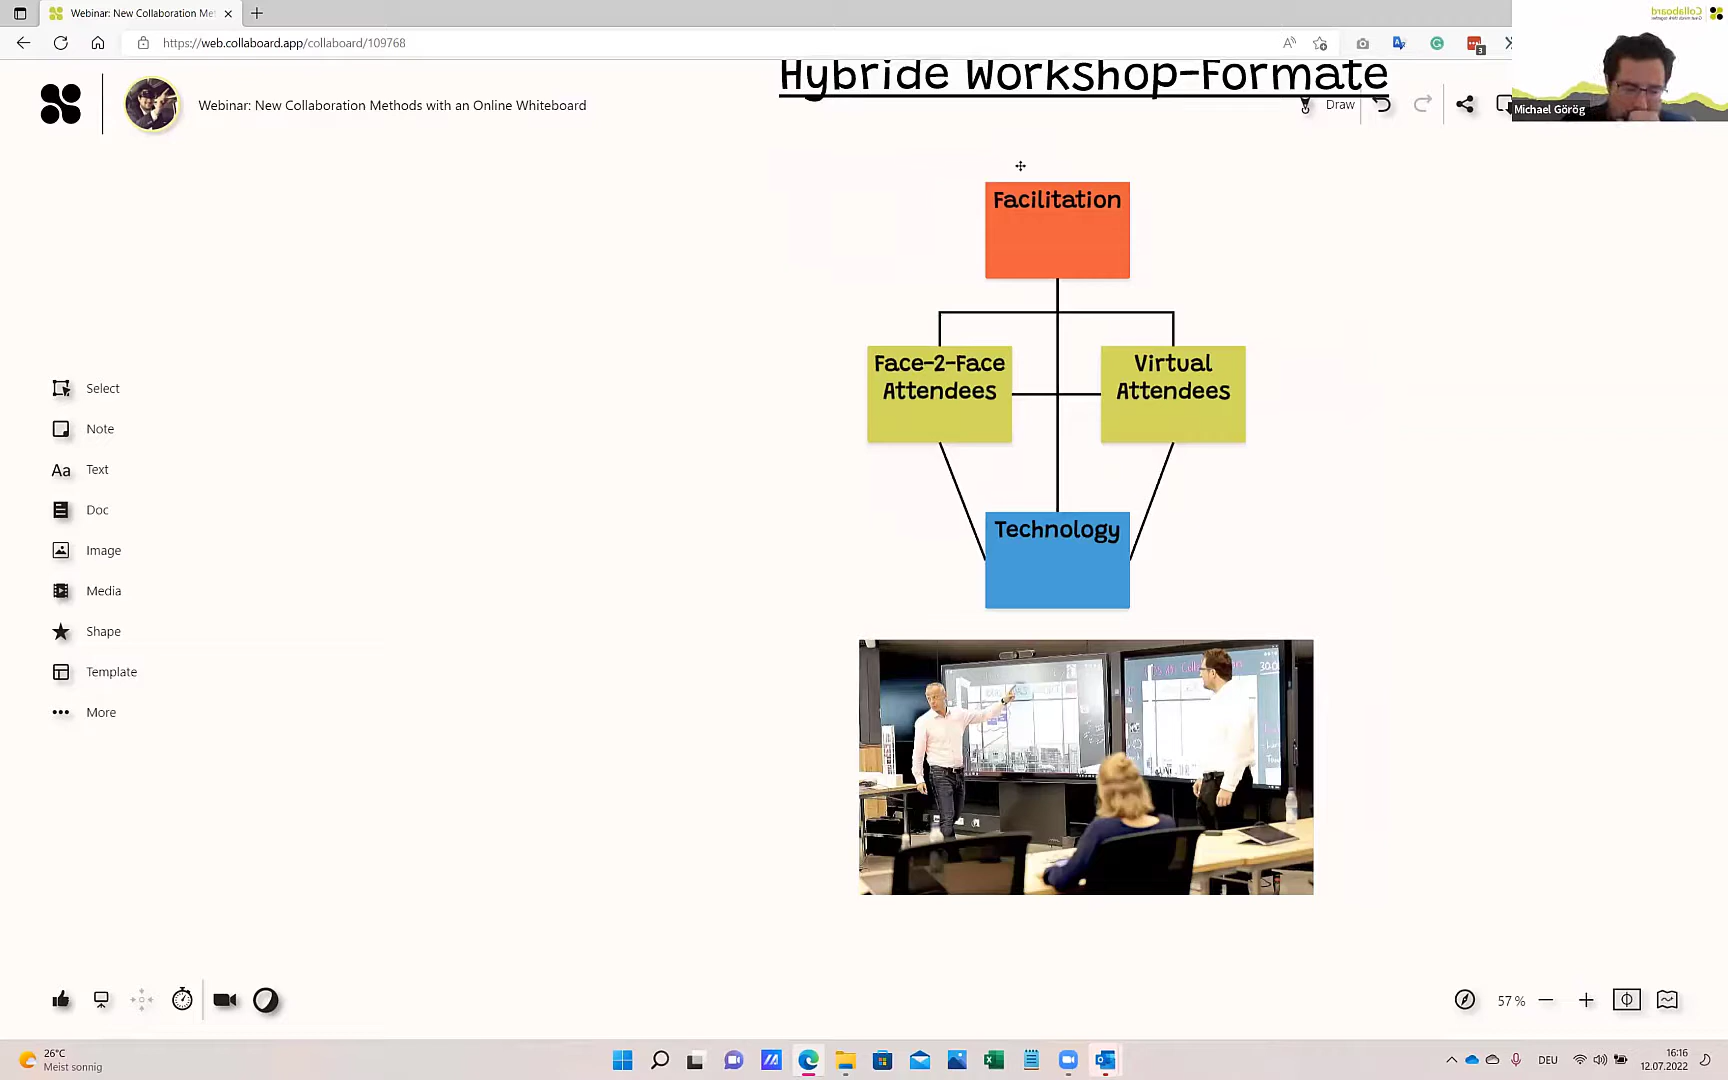 Webinar: New Collaboration Met
https://web.collaboard.app/collaboard/109768
3
Michael Görög
Webinar: New Collaboration Methods with an Online Whiteboard
Hybride Workshop-Formate
Draw
Facilitation
Face-2-Face
Attendees
Virtual
Attendees
Technology
Select
Note
Aa Text
Doc
Image
Media
Shape
Template
More
57 %
26°C
Meist sonnig
DEU
16:16
12.07.2022